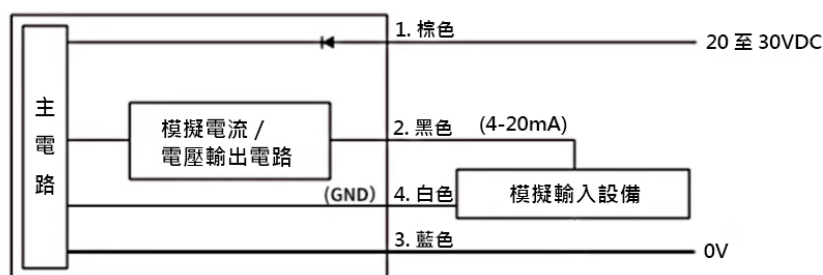 1. 棕色
20 至 30VDC
主電路
模擬電流 /
電壓輸出電路
2. 黑色 (4-20mA)
(GND) 4. 白色
模擬輸入設備
3. 藍色
0V